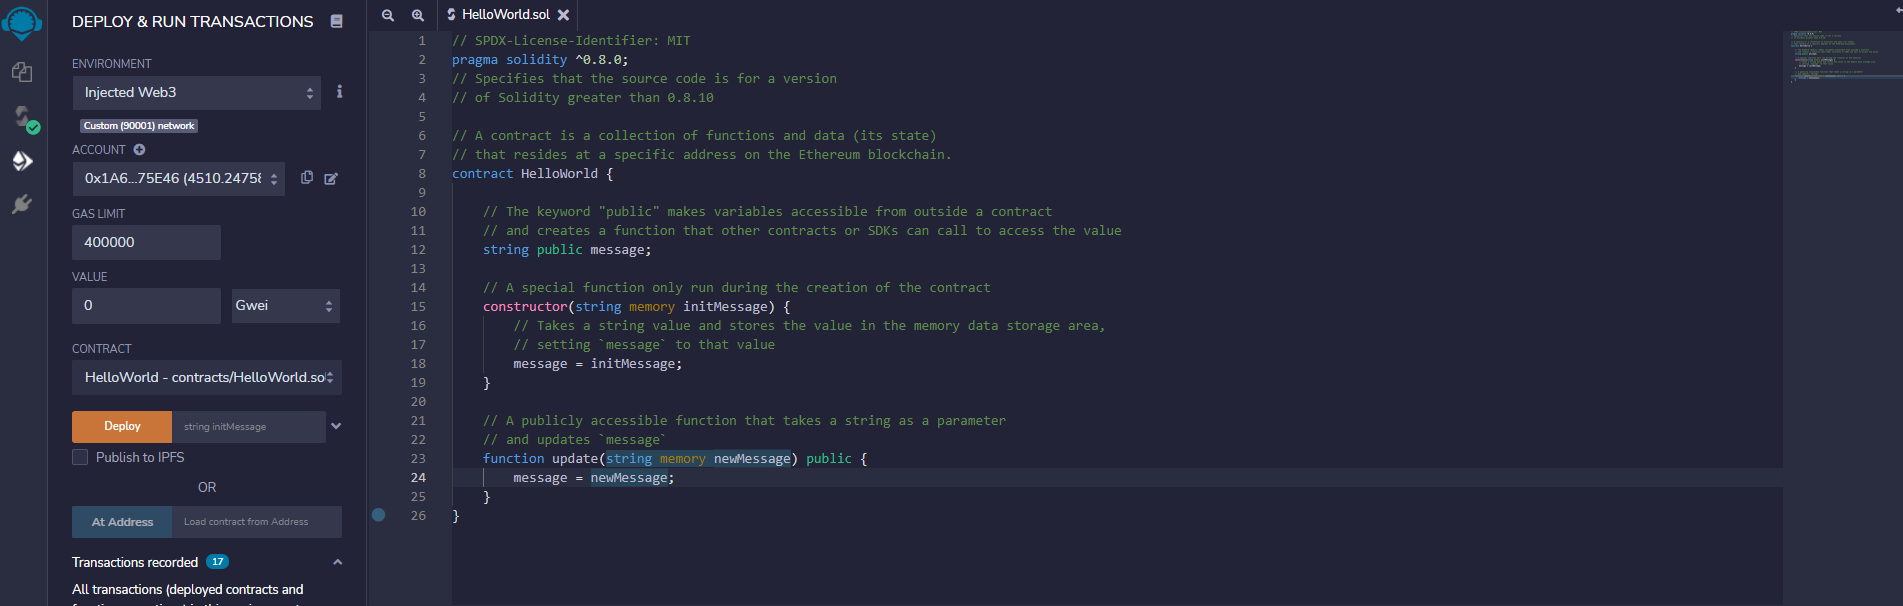 DEPLOY & RUN TRANSACTIONS
ENVIRONMENT
Injected Web3
Custom (90001) network
ACCOUNT
0x1A6...75E46 (4510.24758
GAS LIMIT
400000
VALUE
0
Gwei
CONTRACT
HelloWorld - contracts/HelloWorld.so
Deploy
string initMessage
Publish to IPFS
OR
At Address
Load contract from Address
Transactions recorded 17
All transactions (deployed contracts and
HelloWorld.sol
1 // SPDX-License-Identifier: MIT
2 pragma solidity ^0.8.0;
3 // Specifies that the source code is for a version
4 // of Solidity greater than 0.8.10
5
6 // A contract is a collection of functions and data (its state)
7 // that resides at a specific address on the Ethereum blockchain.
8 contract HelloWorld {
9
10 // The keyword "public" makes variables accessible from outside a contract
11 // and creates a function that other contracts or SDKs can call to access the value
12 string public message;
13
14 // A special function only run during the creation of the contract
15 constructor(string memory initMessage) {
16 // Takes a string value and stores the value in the memory data storage area,
17 // setting `message` to that value
18 message = initMessage;
19 }
20
21 // A publicly accessible function that takes a string as a parameter
22 // and updates `message`
23 function update(string memory newMessage) public {
24 message = newMessage;
25 }
26 }